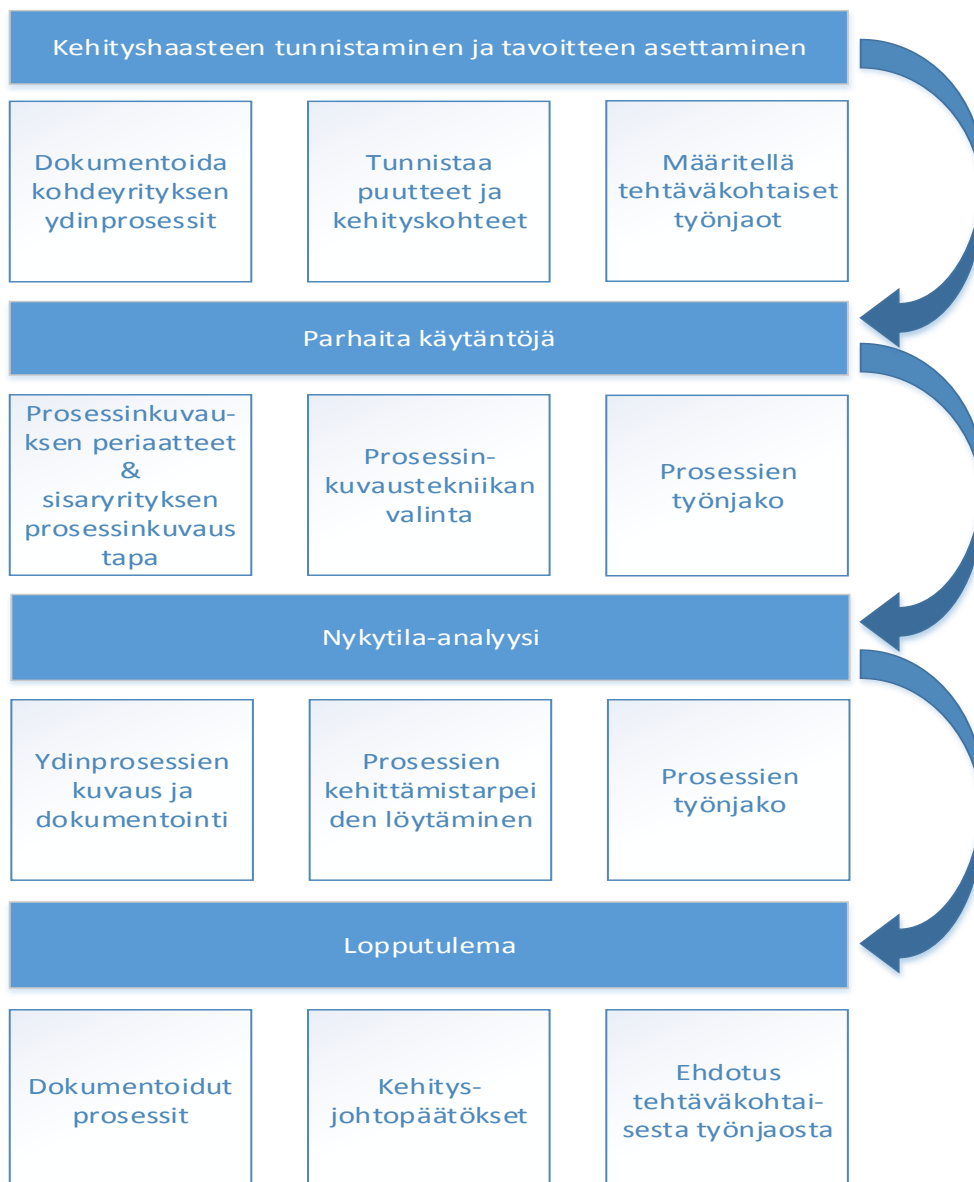 Kehityshaasteen tunnistaminen ja tavoitteen asettaminen
Dokumentoida
kohdeyrityksen
ydinprosessit
Tunnistaa
puutteet ja
kehityskohteet
Määritellä
tehtäväkohtaiset
työnjaot
Parhaita käytäntöjä
Prosessinkuvau-
ksen periaatteet
&
sisaryrityksen
prosessinkuvaus
tapa
Prosessin-
kuvaustekniikan
valinta
Prosessien
työnjako
Nykytila-analyysi
Ydinprosessien
kuvaus ja
dokumentointi
Prosessien
kehittämistarpei
den löytäminen
Prosessien
työnjako
Lopputulema
Dokumentoidut
prosessit
Kehitys-
johtopäätökset
Ehdotus
tehtäväkohtai-
sesta työnjaosta